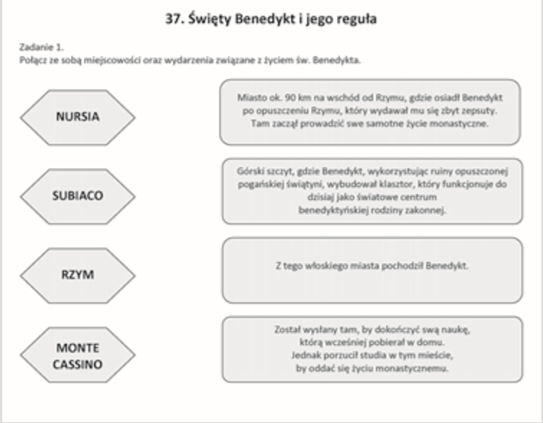 37. Święty Benedykt i jego reguła
Zadanie 1.
Połącz ze sobą miejscowości oraz wydarzenia związane z życiem św. Benedykta.
NURSIA
Miasto ok. 90 km na wschód od Rzymu, gdzie osiadł Benedykt
po opuszczeniu Rzymu, który wydawał mu się zbyt zepsuty.
Tam zaczął prowadzić swe samotne życie monastyczne.
SUBIACO
Górski szczyt, gdzie Benedykt, wykorzystując ruiny opuszczonej
pogańskiej świątyni, wybudował klasztor, który funkcjonuje do
dzisiaj jako światowe centrum
benedyktyńskiej rodziny zakonnej.
RZYM
Z tego włoskiego miasta pochodził Benedykt.
MONTE
CASSINO
Został wysłany tam, by dokończyć swą naukę,
którą wcześniej pobierał w domu.
Jednak porzucił studia w tym mieście,
by oddać się życiu monastycznemu.